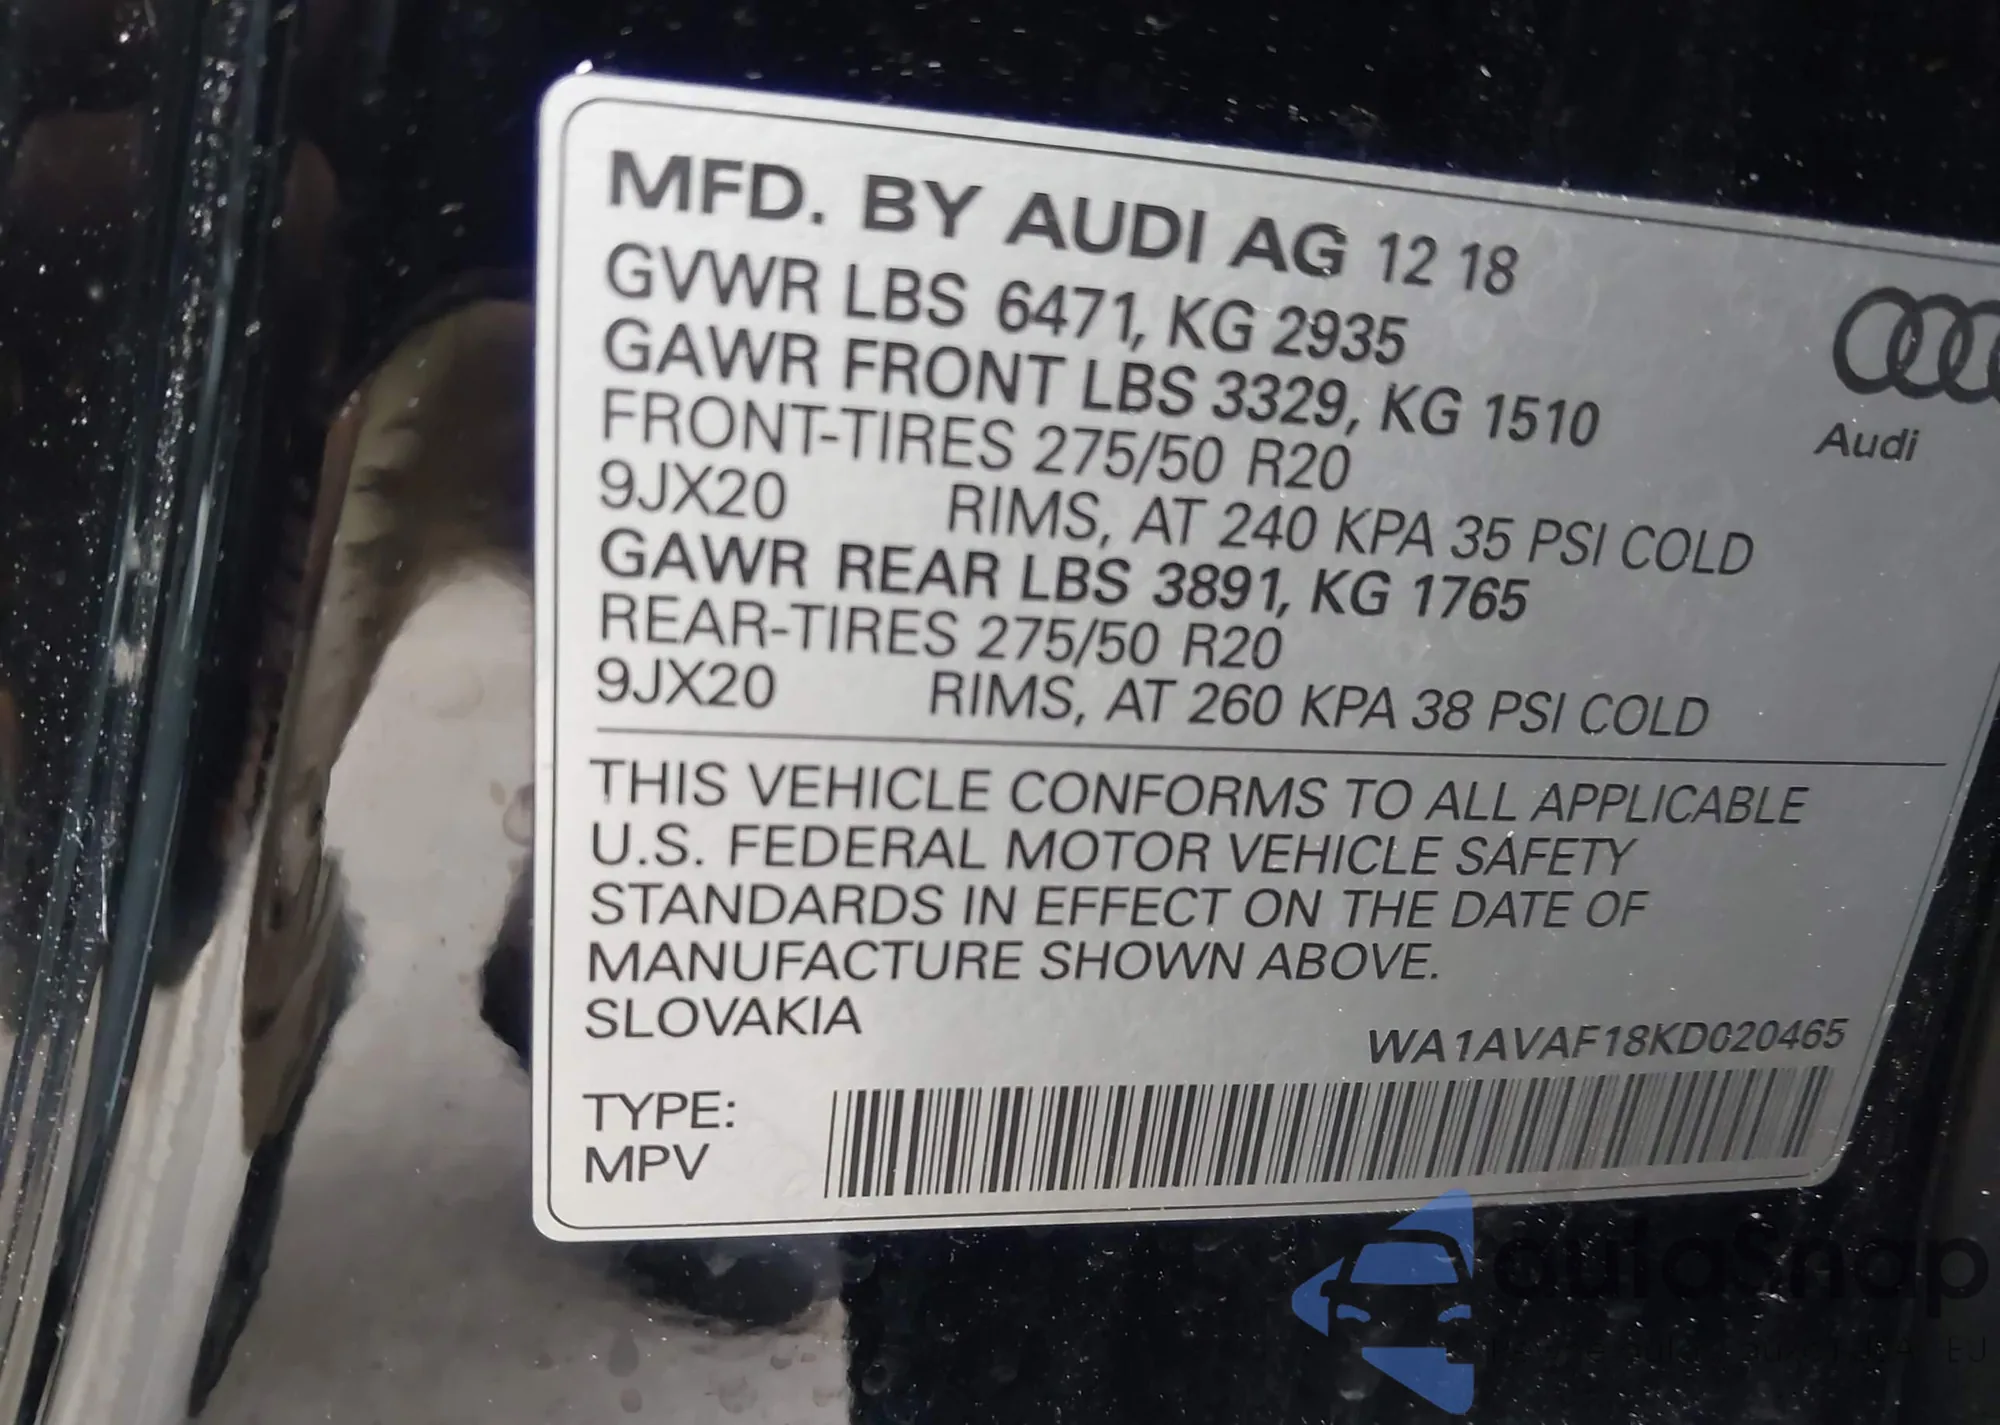 MFD. BY AUDI AG 12 18
GVWR LBS 6471, KG 2935
GAWR FRONT LBS 3329, KG 1510
FRONT-TIRES 275/50 R20
9JX20 RIMS, AT 240 KPA 35 PSI COLD
GAWR REAR LBS 3891, KG 1765
REAR-TIRES 275/50 R20
9JX20 RIMS, AT 260 KPA 38 PSI COLD
Audi
THIS VEHICLE CONFORMS TO ALL APPLICABLE
U.S. FEDERAL MOTOR VEHICLE SAFETY
STANDARDS IN EFFECT ON THE DATE OF
MANUFACTURE SHOWN ABOVE.
SLOVAKIA
WA1AVAF18KD020465
TYPE:
MPV